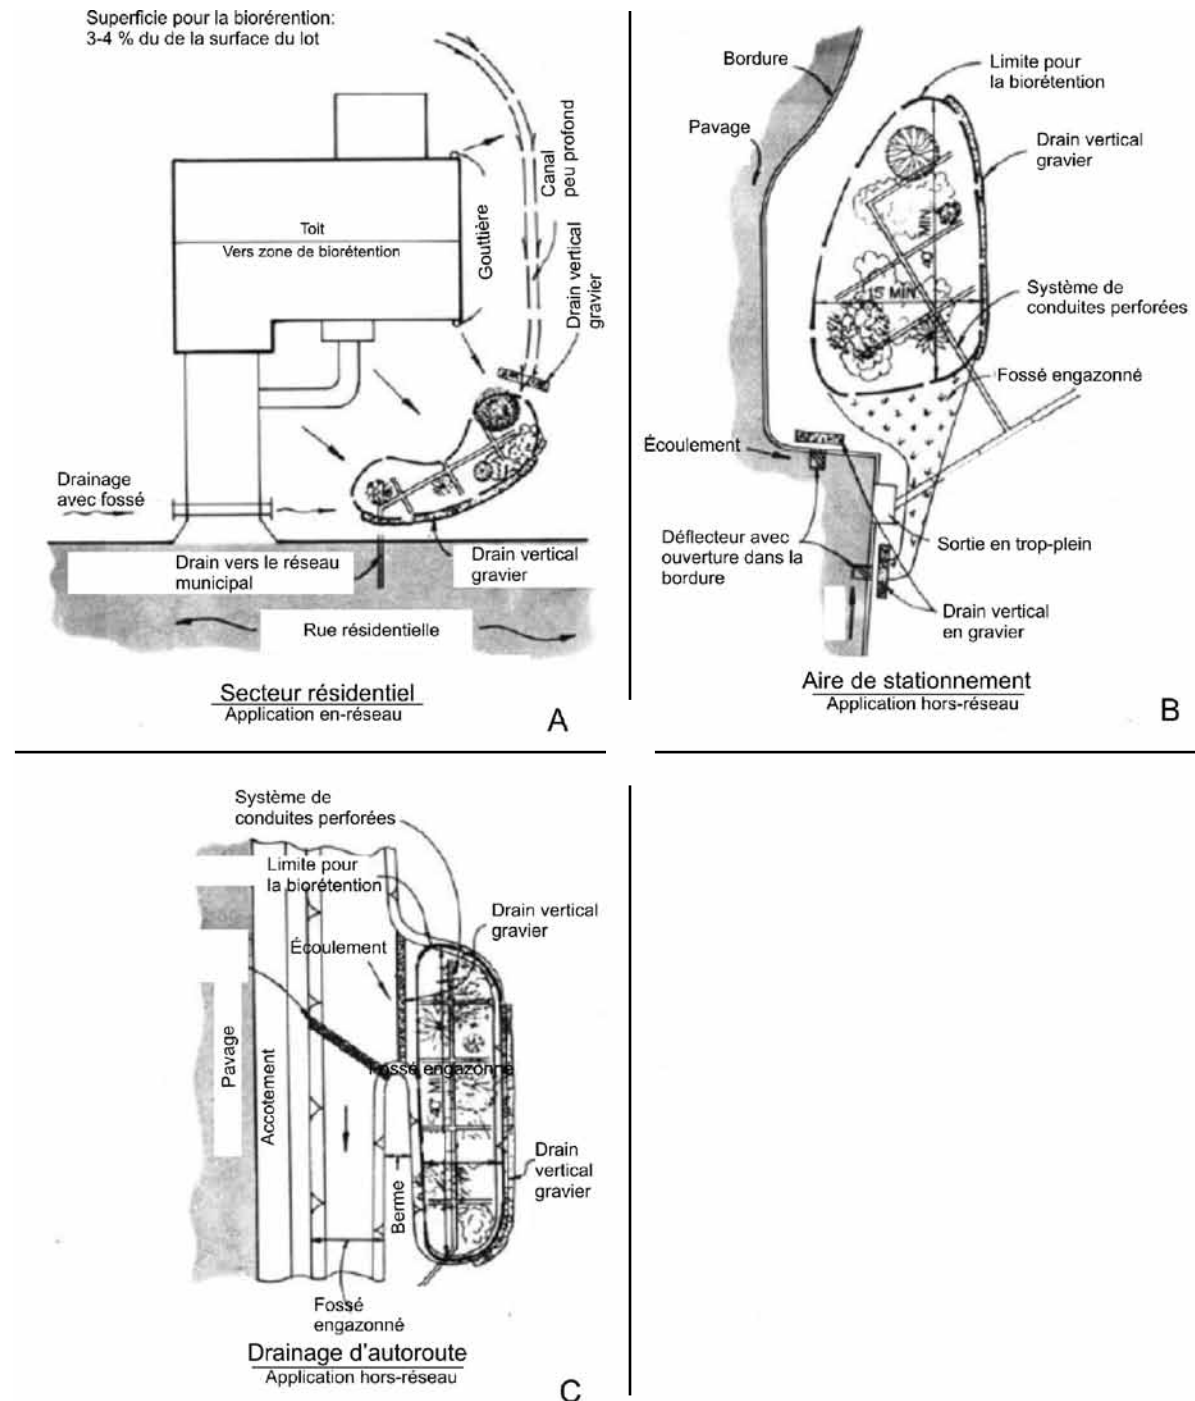 Superficie pour la biorérention:
3-4 % du de la surface du lot
Toit
Vers zone de biorétention
Gouttière
Canal
peu profond
Drain vertical
gravier
Drainage
avec fossé
Drain vers le réseau
municipal
Drain vertical
gravier
Rue résidentielle
Secteur résidentiel
Application en-réseau
A
Bordure
Limite pour
la biorétention
Pavage
Drain vertical
gravier
MIN
15 MIN
Système de
conduites perforées
Fossé engazonné
Écoulement
Déflecteur avec
ouverture dans la
bordure
Sortie en trop-plein
Drain vertical
en gravier
Aire de stationnement
Application hors-réseau
B
Système de
conduites perforées
Limite pour
la biorétention
Drain vertical
gravier
Écoulement
Pavage
Accotement
Fossé engazonné
Berme
Drain
vertical
gravier
Fossé
engazonné
Drainage d'autoroute
Application hors-réseau
C